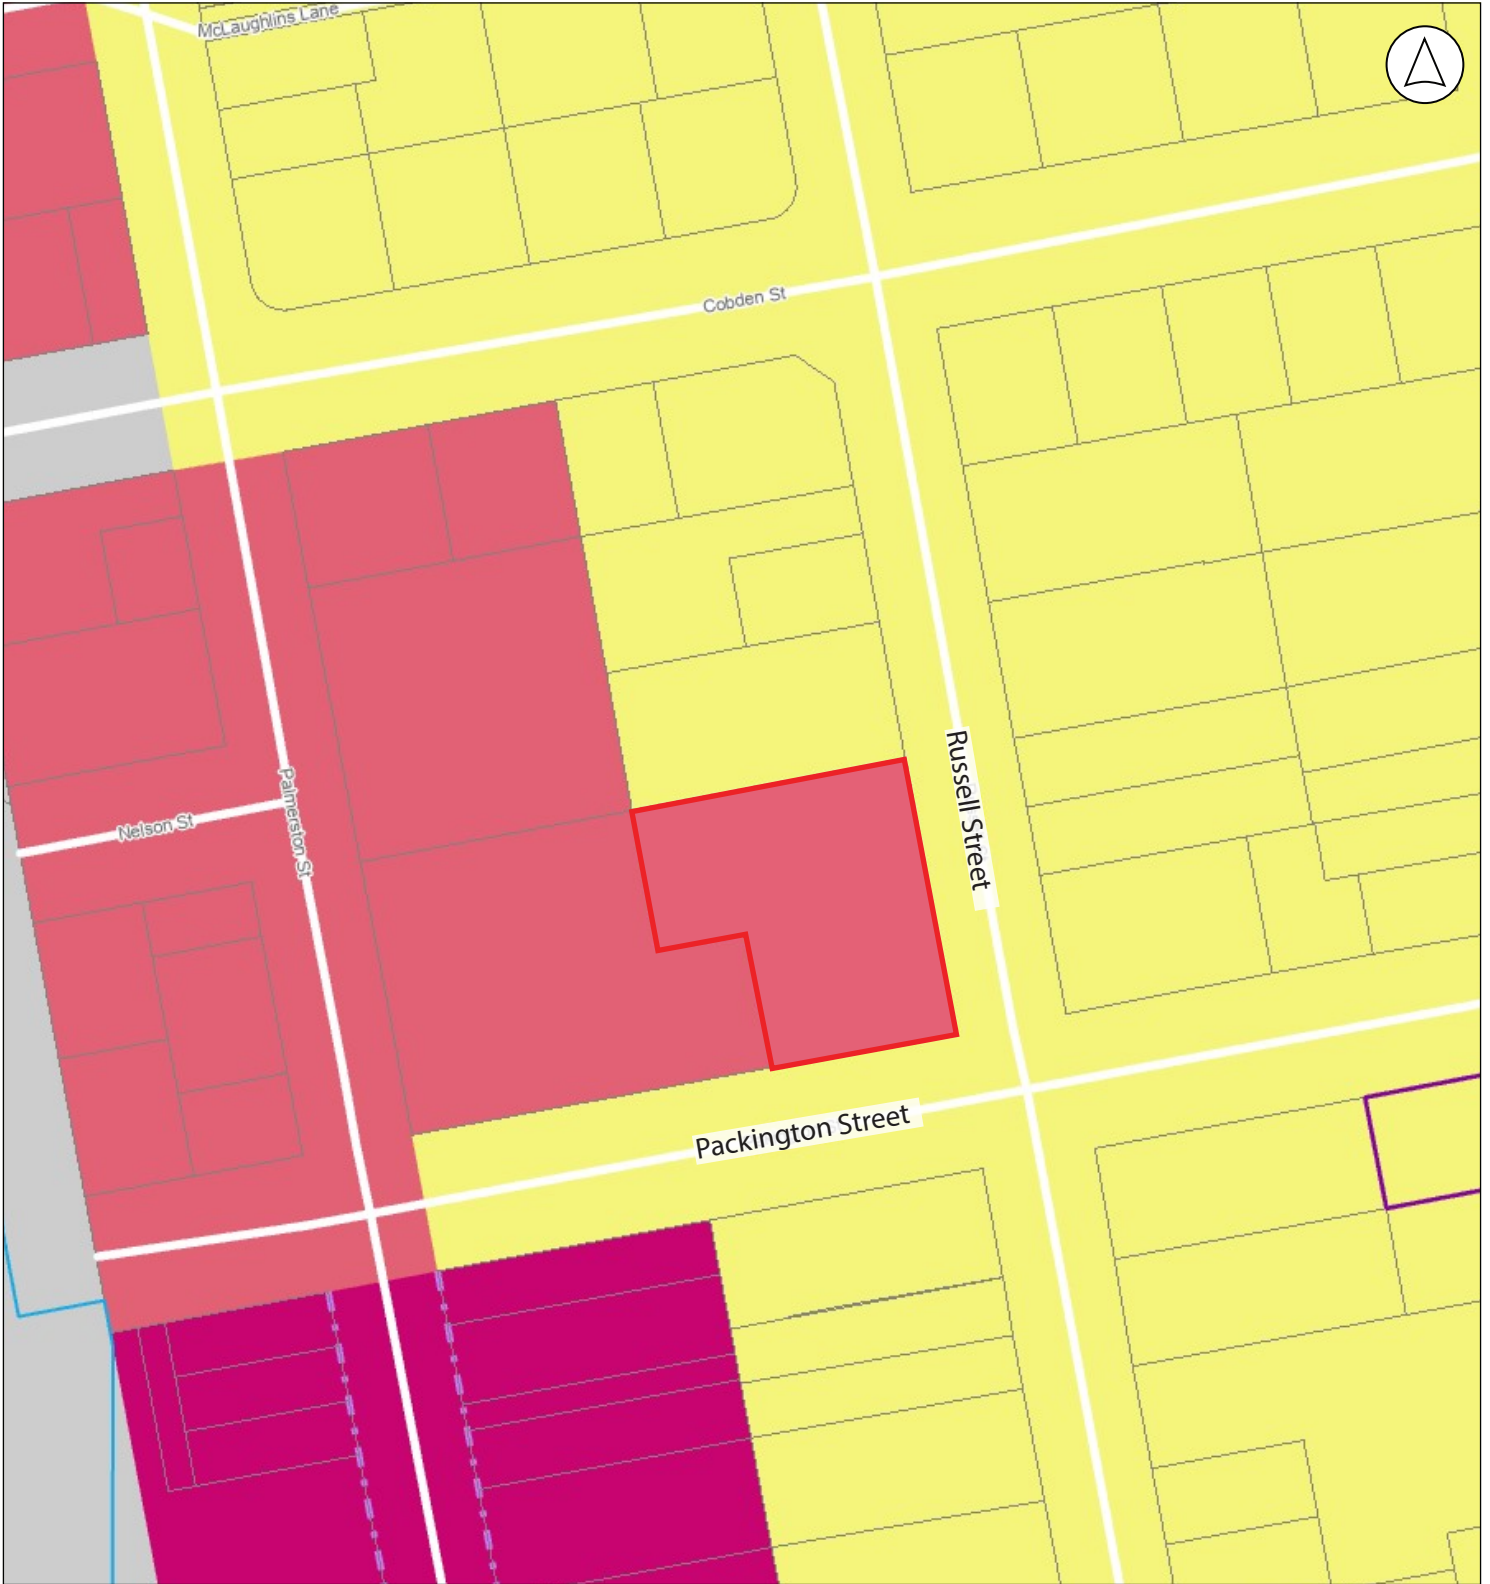 McLaughlins Lane
Cobden St
Russell Street
Palmerston St
Nelson St
Packington Street